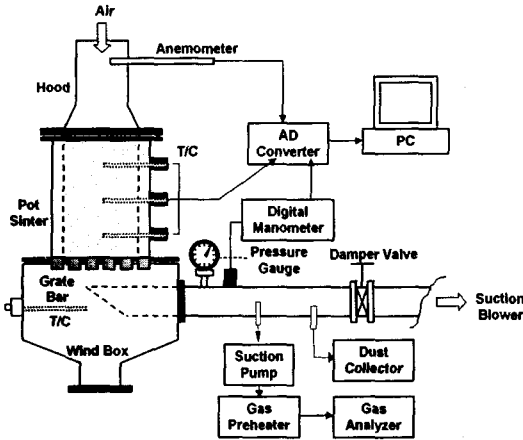 Air
Anemometer
Hood
T/C
AD
Converter
PC
Pot
Sinter
Digital
Manometer
Pressure
Gauge
Damper Valve
Grate
Bar
T/C
Suction
Blower
Wind Box
Suction
Pump
Dust
Collector
Gas
Preheater
Gas
Analyzer